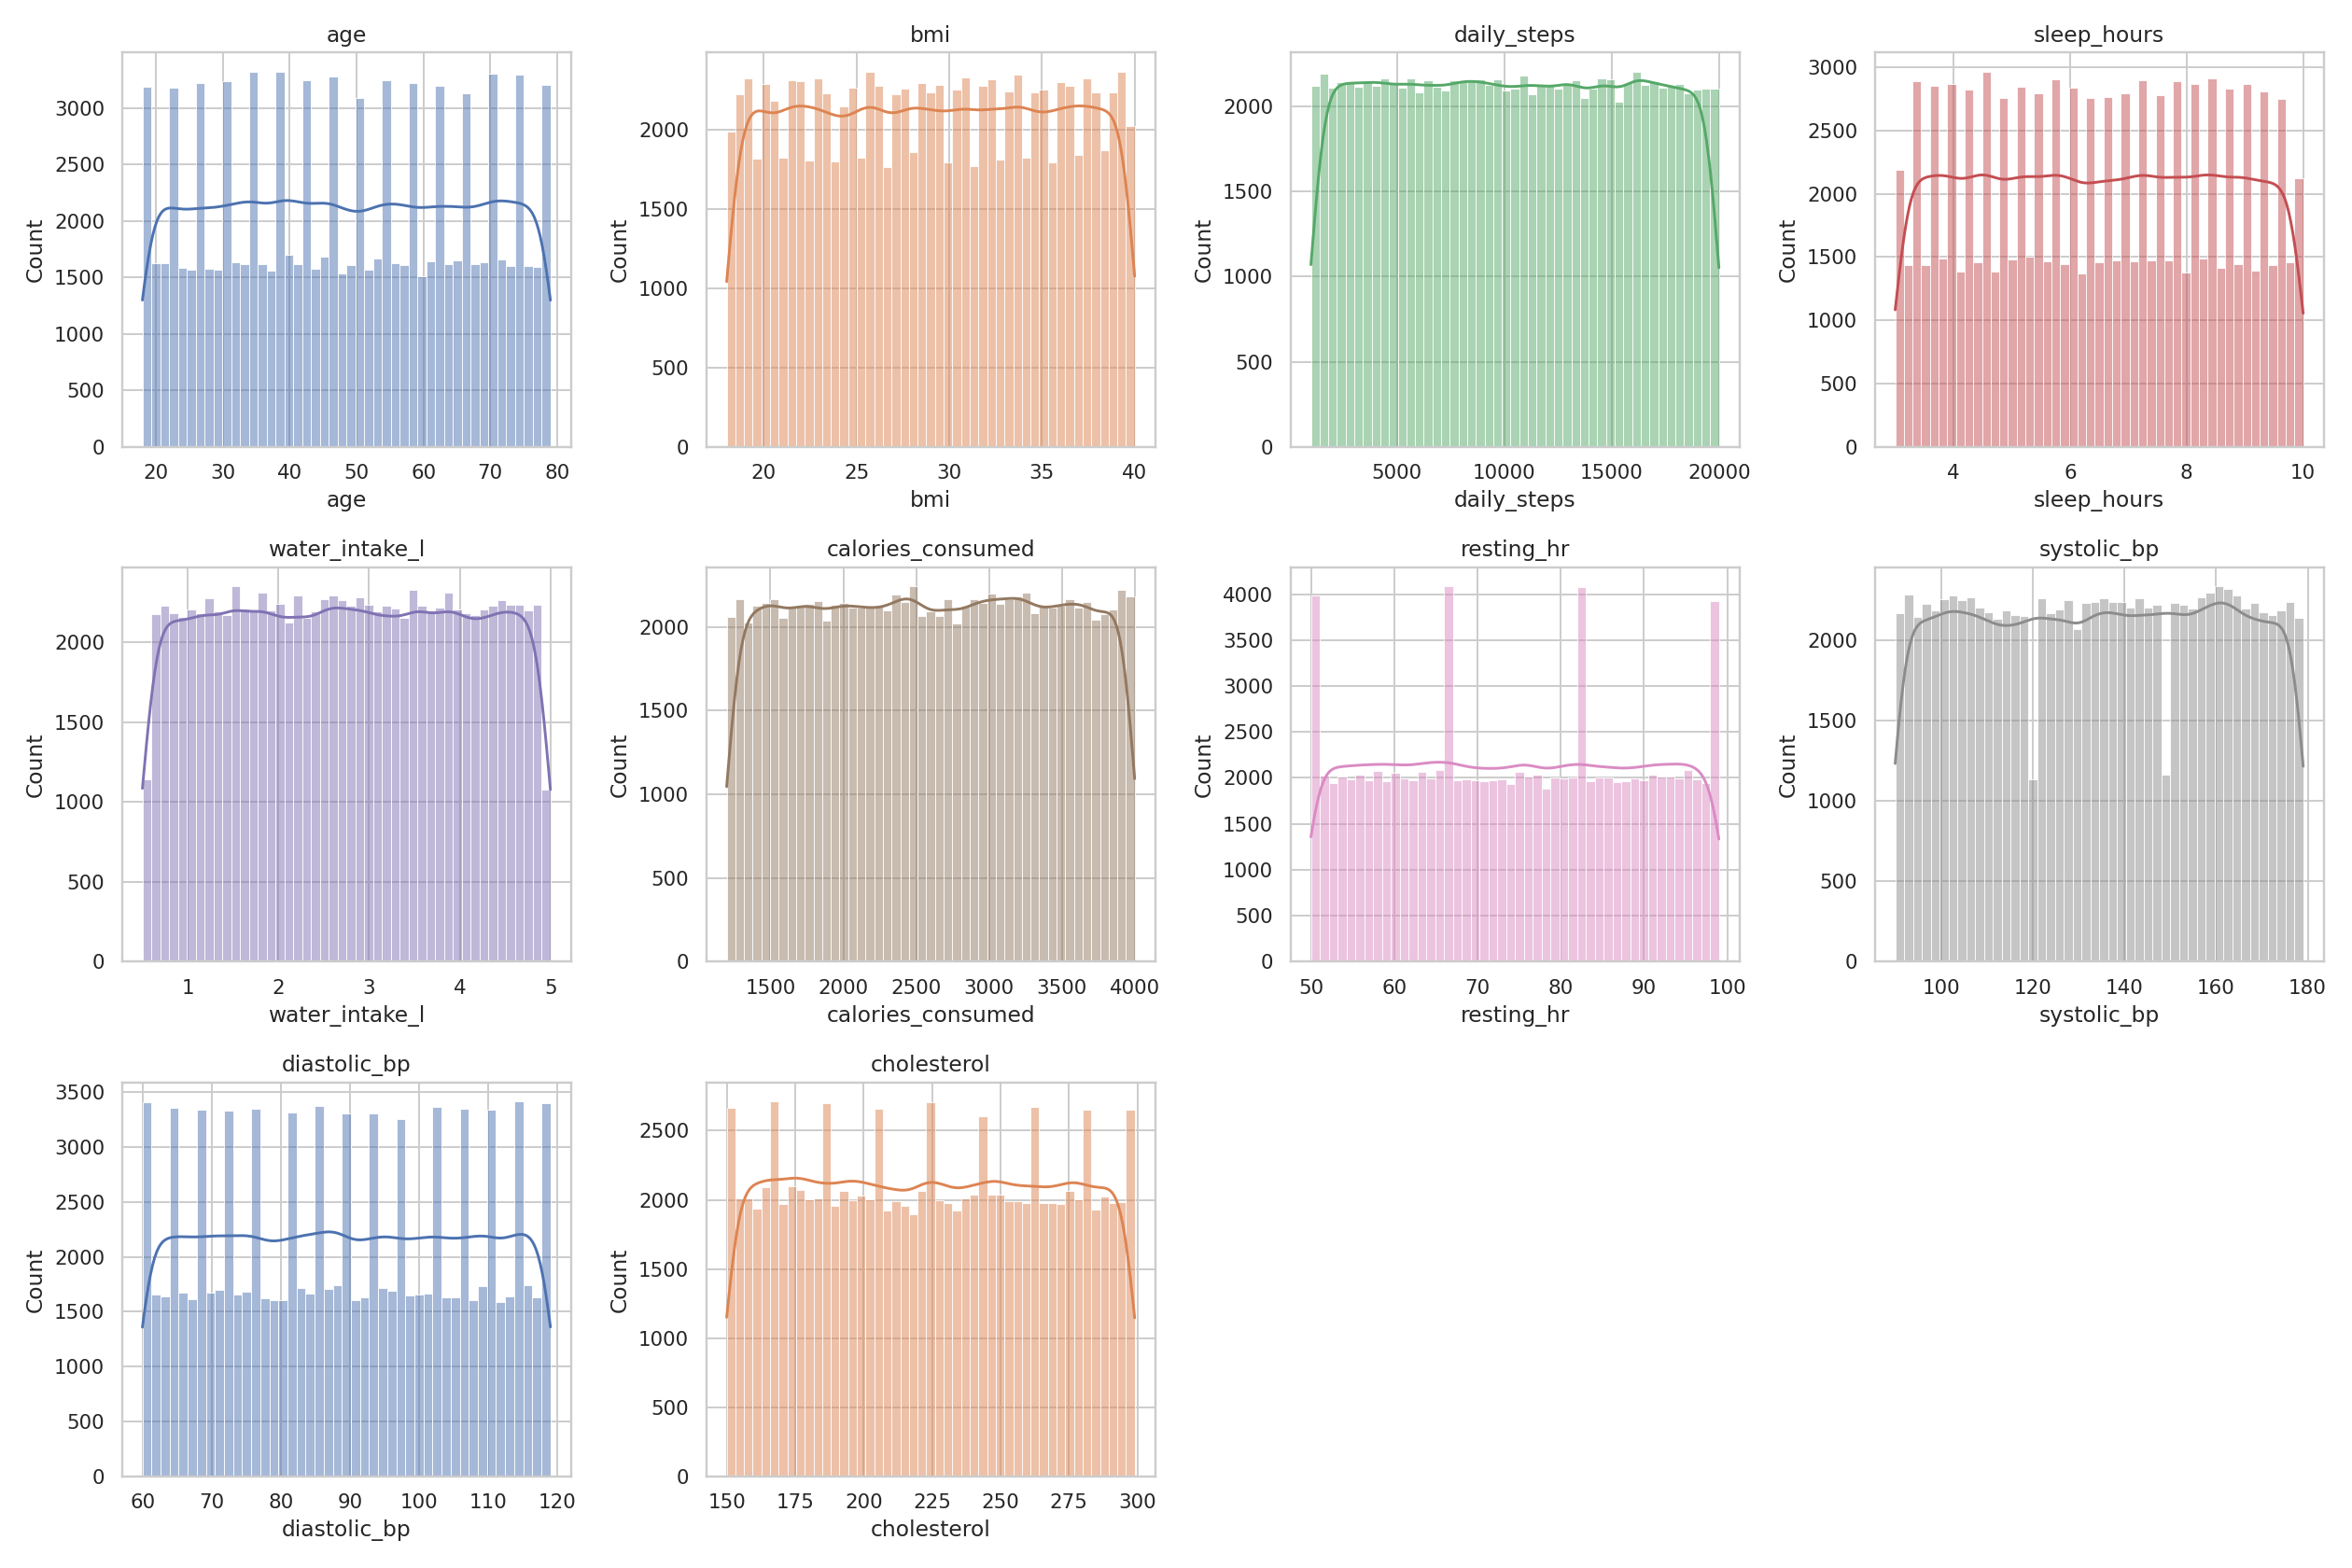 age
bmi
daily_steps
sleep_hours
Count
3000
2500
2000
1500
1000
500
0
20 30 40 50 60 70 80
age
Count
2000
1500
1000
500
0
20 25 30 35 40
bmi
Count
2000
1500
1000
500
0
5000 10000 15000 20000
daily_steps
Count
3000
2500
2000
1500
1000
500
0
4 6 8 10
sleep_hours
water_intake_l
calories_consumed
resting_hr
systolic_bp
Count
2000
1500
1000
500
0
1 2 3 4 5
water_intake_l
Count
2000
1500
1000
500
0
1500 2000 2500 3000 3500 4000
calories_consumed
Count
4000
3500
3000
2500
2000
1500
1000
500
0
50 60 70 80 90 100
resting_hr
Count
2000
1500
1000
500
0
100 120 140 160 180
systolic_bp
diastolic_bp
cholesterol
Count
3500
3000
2500
2000
1500
1000
500
0
60 70 80 90 100 110 120
diastolic_bp
Count
2500
2000
1500
1000
500
0
150 175 200 225 250 275 300
cholesterol